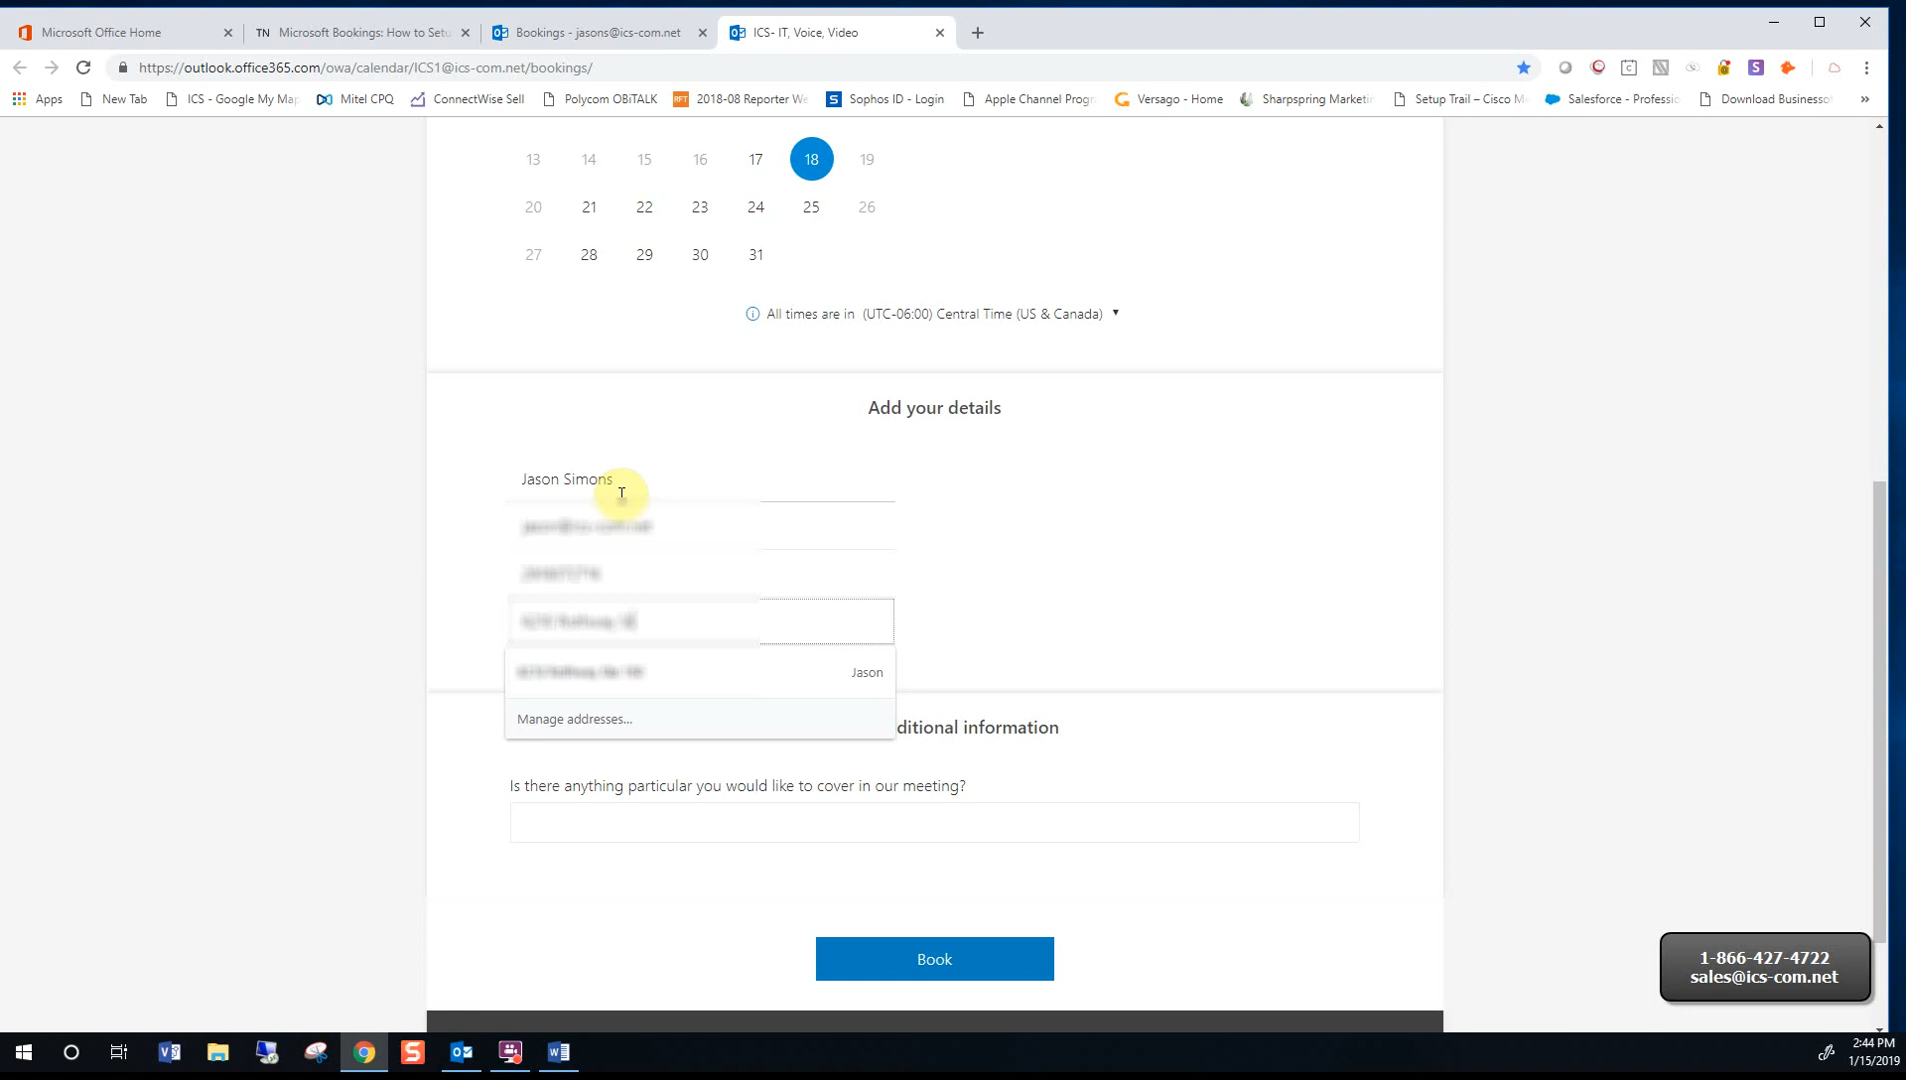 Microsoft Office Home
TN Microsoft Bookings: How to Setu
Bookings - jasons@ics-com.net
ICS- IT, Voice, Video
https://outlook.office365.com/owa/calendar/ICS1@ics-com.net/bookings/
Apps
New Tab
ICS - Google My Ma
Mitel CPQ
ConnectWise Sell
Polycom OBiTALK
RFT 2018-08 Reporter We
Sophos ID - Login
Apple Channel Prog
Versago - Home
Sharpspring Marketi
Setup Trail – Cisco M
Salesforce - Professi
Download Business
13 14 15 16 17 18 19
20 21 22 23 24 25 26
27 28 29 30 31
All times are in (UTC-06:00) Central Time (US & Canada)
Add your details
Jason Simons
Jason
Manage addresses...
ditional information
Is there anything particular you would like to cover in our meeting?
Book
1-866-427-4722
sales@ics-com.net
2:44 PM
1/15/2019